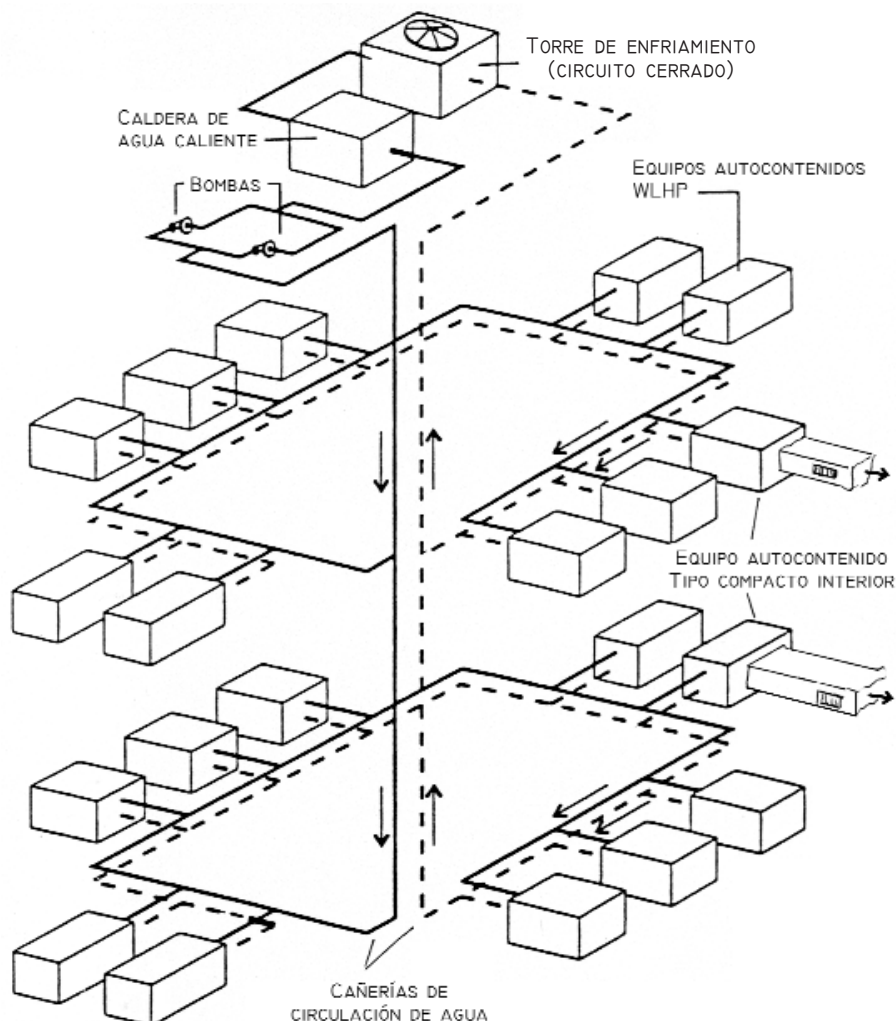 TORRE DE ENFRIAMIENTO
(CIRCUITO CERRADO)
CALDERA DE
AGUA CALIENTE
BOMBAS
EQUIPOS AUTOCONTENIDOS
WLHP
EQUIPO AUTOCONTENIDO
TIPO COMPACTO INTERIOR
CAÑERÍAS DE
CIRCULACIÓN DE AGUA